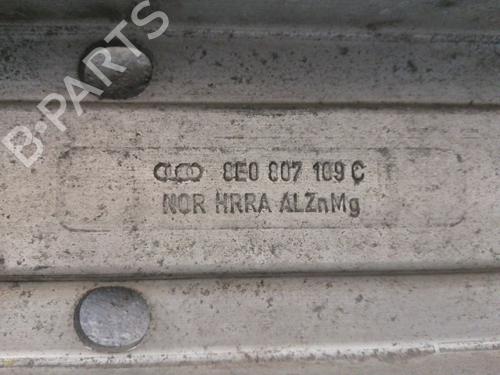 B-PARTS
8E0 807 109 C
NOR HRRA ALZnMg